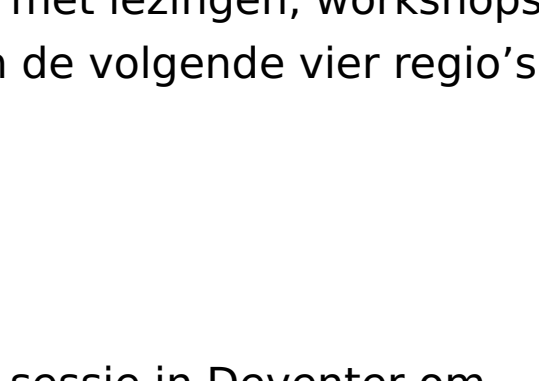 met lezingen, workshops
de volgende vier regio’s
sessie in Deventer om